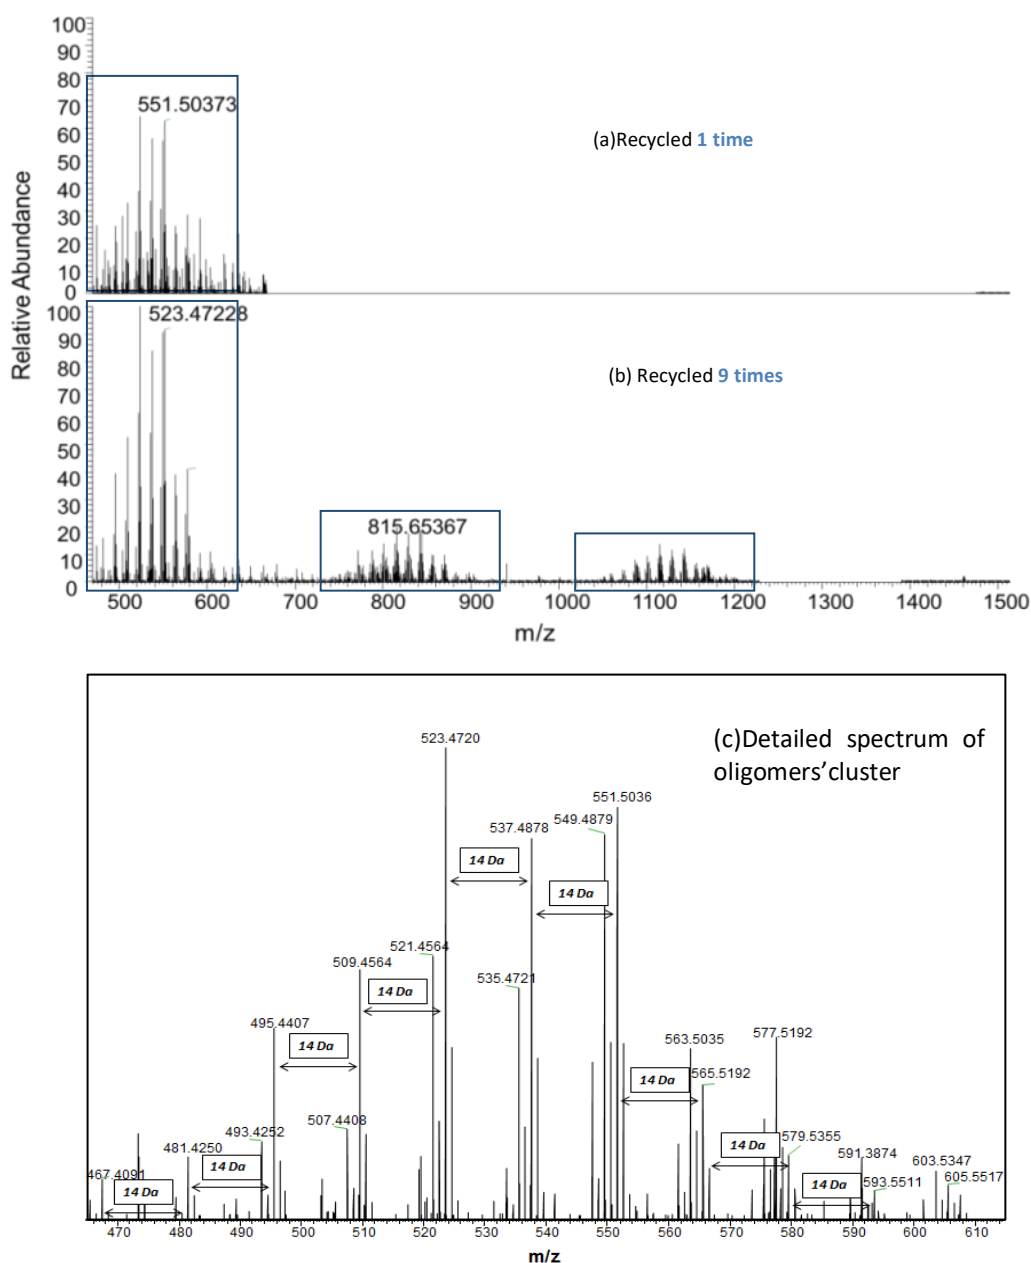 100
90
80
70
60
50
40
30
20
10
0
551.50373
(a)Recycled 1 time
Relative Abundance
100
90
80
70
60
50
40
30
20
10
0
523.47228
(b) Recycled 9 times
815.65367
500 600 700 800 900 1000 1100 1200 1300 1400 1500
m/z
(c)Detailed spectrum of
oligomers'cluster
523.4720
551.5036
549.4879
537.4878
14 Da
14 Da
521.4564
509.4564
535.4721
14 Da
495.4407
14 Da
563.5035
577.5192
14 Da
565.5192
507.4408
493.4252
481.4250
579.5355
14 Da
591.3874
603.5347
467.4091
14 Da
14 Da
14 Da
593.5511
605.5517
470 480 490 500 510 520 530 540 550 560 570 580 590 600 610
m/z